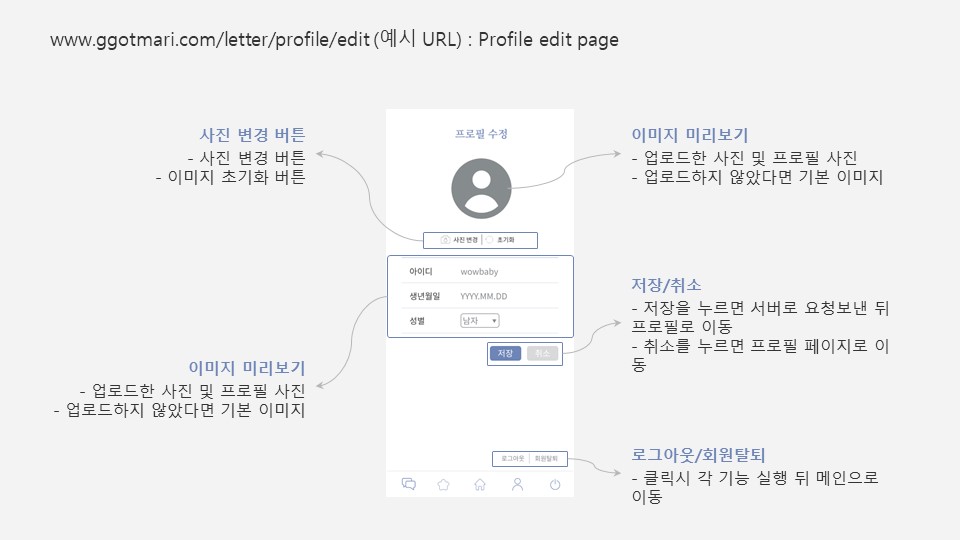 www.ggotmari.com/letter/profile/edit (예시 URL) : Profile edit page
사진 변경 버튼
- 사진 변경 버튼
- 이미지 초기화 버튼
이미지 미리보기
- 업로드한 사진 및 프로필 사진
- 업로드하지 않았다면 기본 이미지
프로필 수정
사진 변경 | 초기화
아이디 wowbaby
생년월일 YYYY.MM.DD
성별 남자
저장 취소
로그아웃 | 회원탈퇴
이미지 미리보기
- 업로드한 사진 및 프로필 사진
- 업로드하지 않았다면 기본 이미지
저장/취소
- 저장을 누르면 서버로 요청보낸 뒤
프로필로 이동
- 취소를 누르면 프로필 페이지로 이
동
로그아웃/회원탈퇴
- 클릭시 각 기능 실행 뒤 메인으로
이동